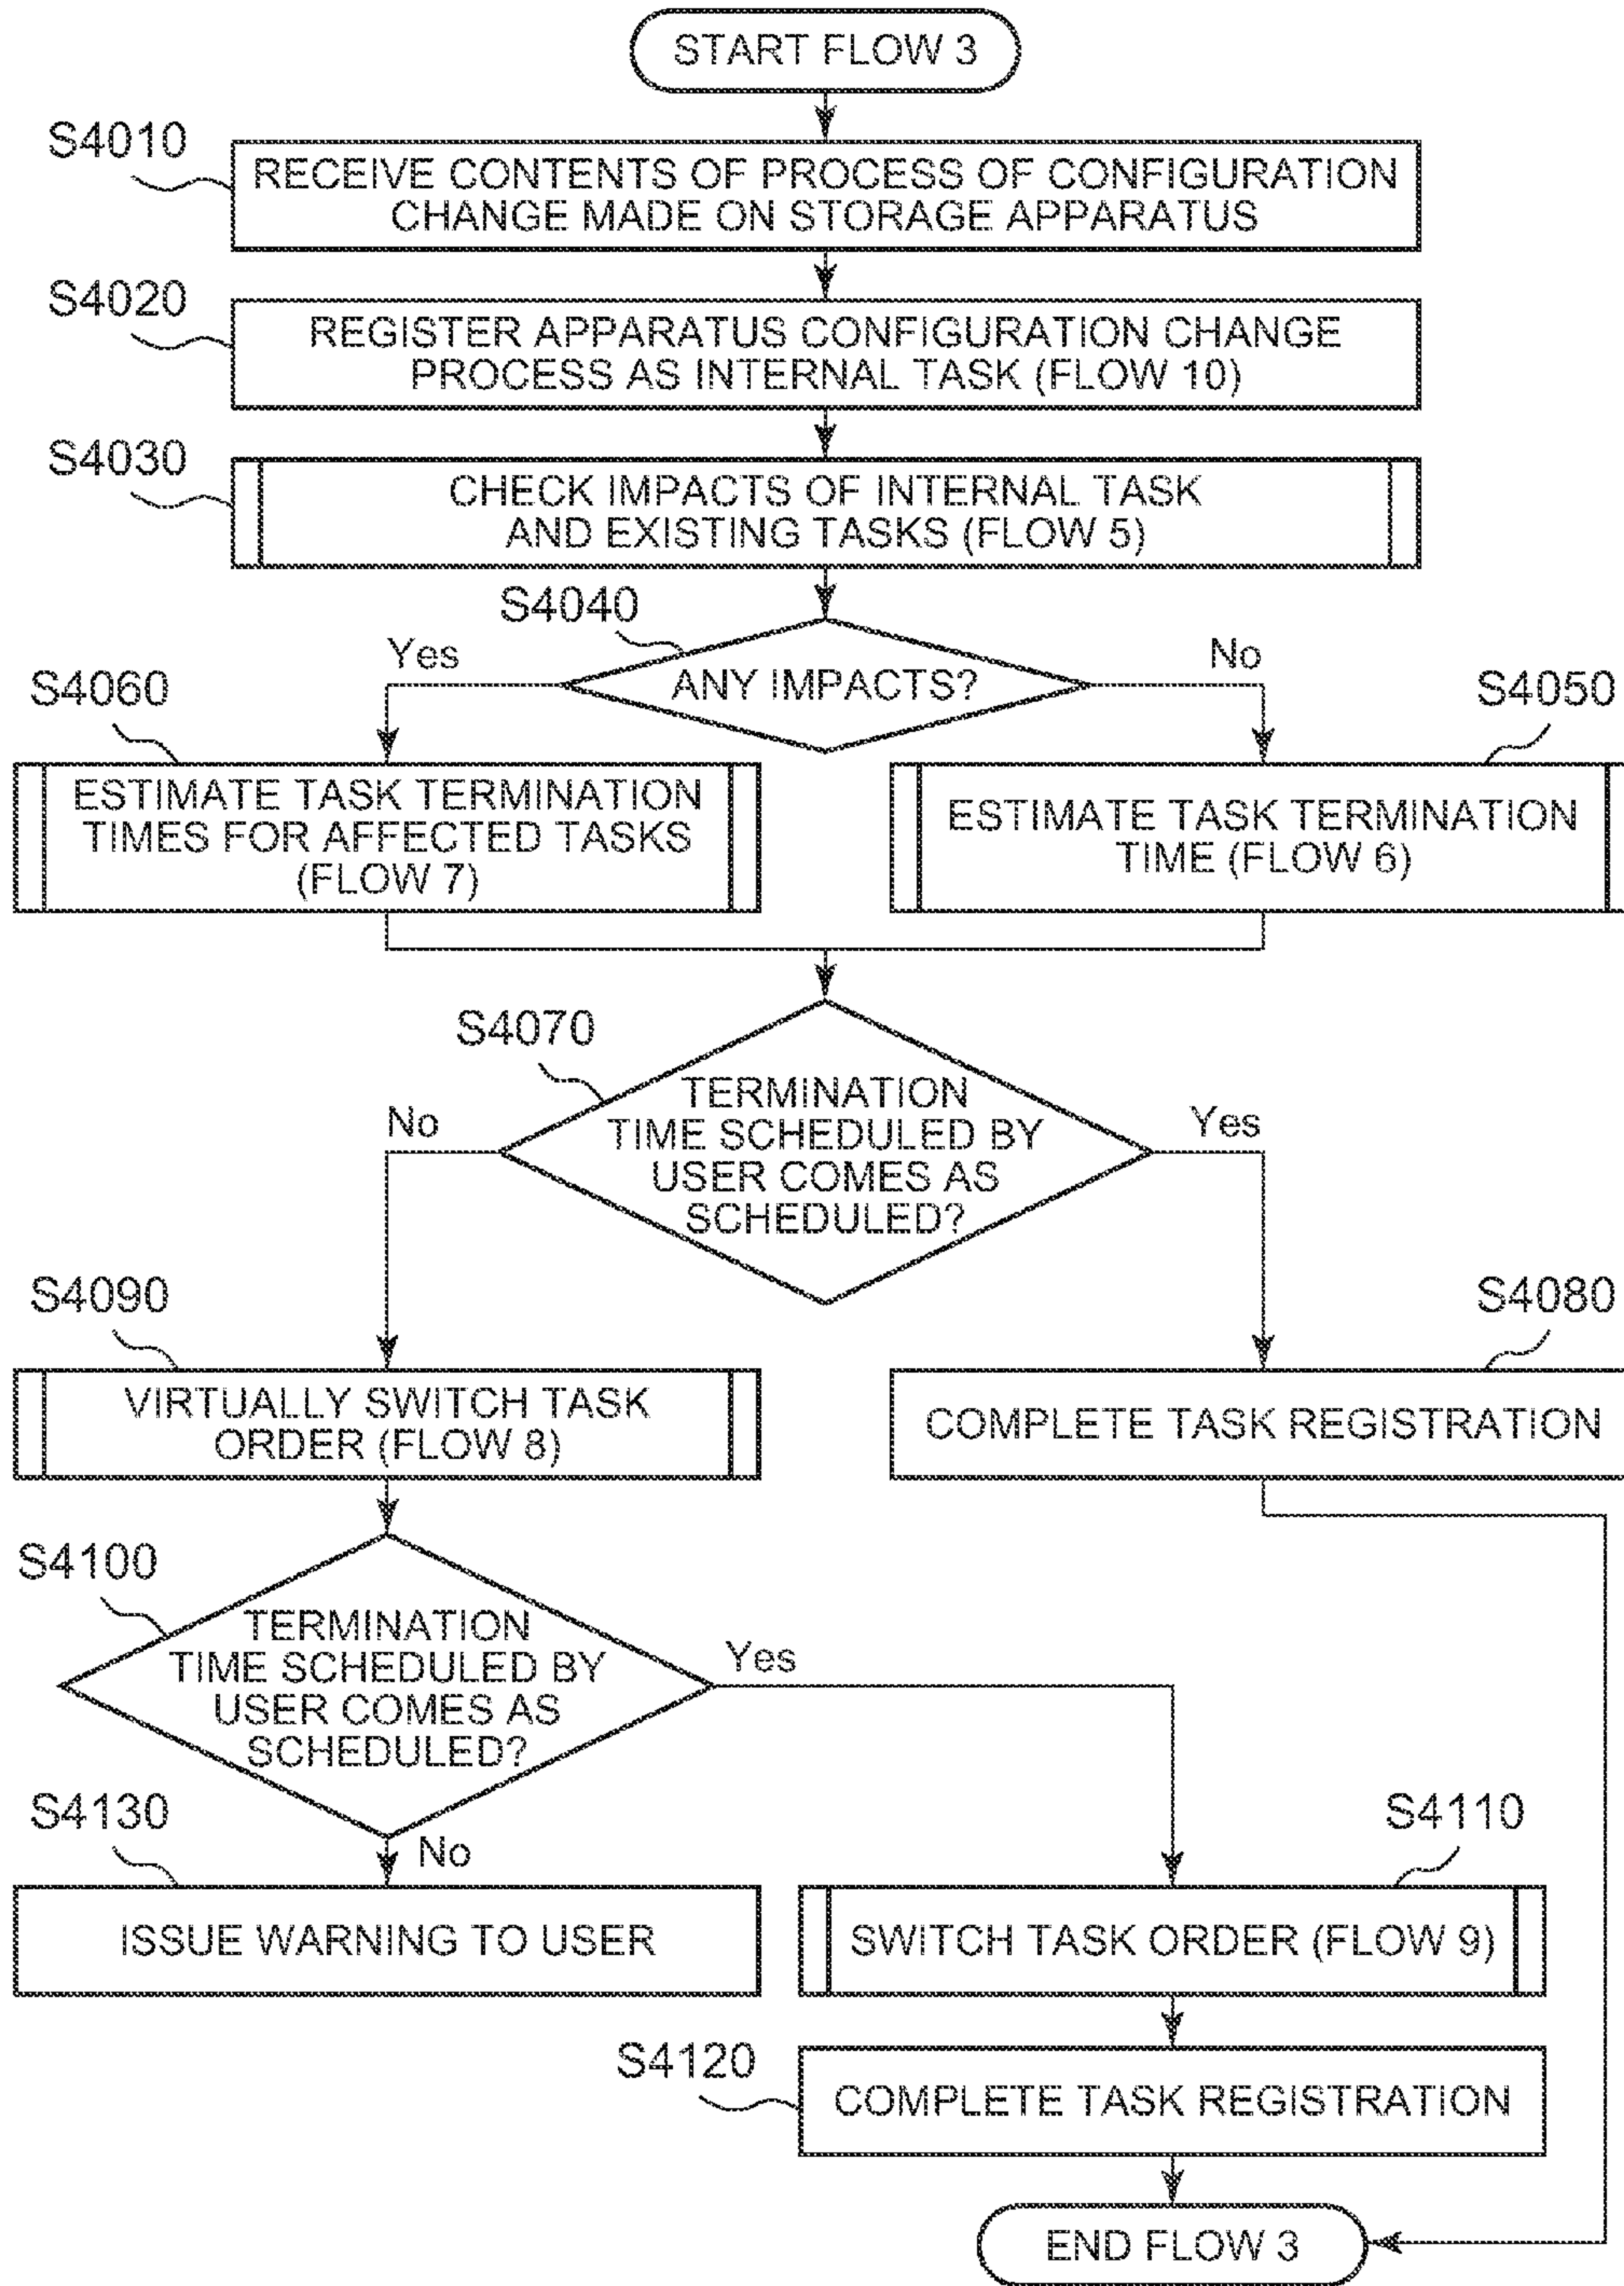 START FLOW 3
S4010
RECEIVE CONTENTS OF PROCESS OF CONFIGURATION
CHANGE MADE ON STORAGE APPARATUS
S4020
REGISTER APPARATUS CONFIGURATION CHANGE
PROCESS AS INTERNAL TASK (FLOW 10)
S4030
CHECK IMPACTS OF INTERNAL TASK
AND EXISTING TASKS (FLOW 5)
S4040
ANY IMPACTS?
Yes
No
S4060
ESTIMATE TASK TERMINATION
TIMES FOR AFFECTED TASKS
(FLOW 7)
S4050
ESTIMATE TASK TERMINATION
TIME (FLOW 6)
S4070
TERMINATION
TIME SCHEDULED BY
USER COMES AS
SCHEDULED?
No
Yes
S4090
VIRTUALLY SWITCH TASK
ORDER (FLOW 8)
S4080
COMPLETE TASK REGISTRATION
S4100
TERMINATION
TIME SCHEDULED BY
USER COMES AS
SCHEDULED?
Yes
No
S4130
ISSUE WARNING TO USER
S4110
SWITCH TASK ORDER (FLOW 9)
S4120
COMPLETE TASK REGISTRATION
END FLOW 3